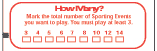 How Many?
Mark the total number of Sporting Events
you want to play. You must play at least 3.
3 4 5 6 7 8 10 12 14